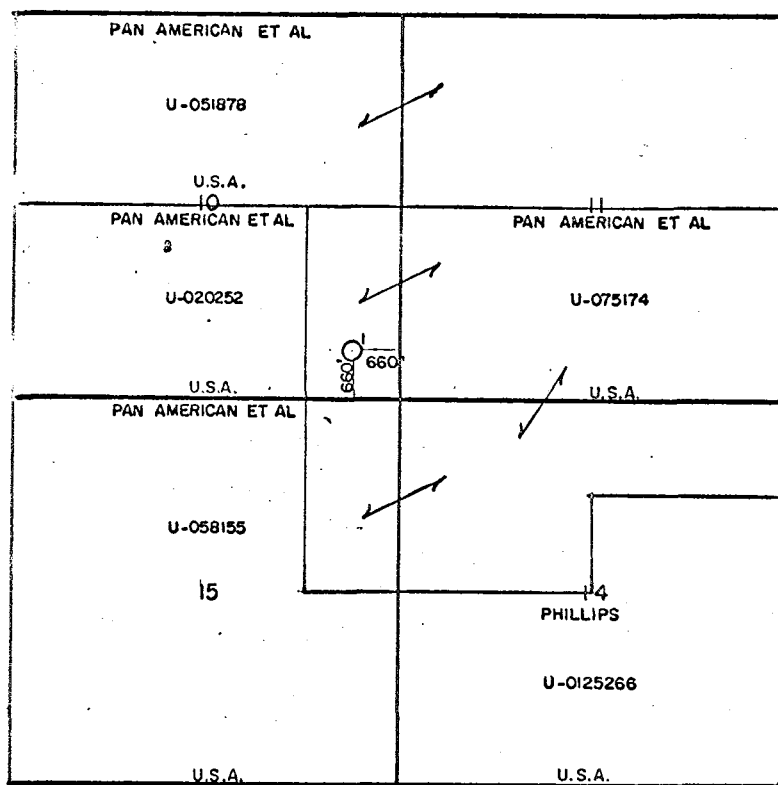 PAN AMERICAN ET AL
U-051878
U.S.A.
10
11
PAN AMERICAN ET AL
PAN AMERICAN ET AL
U-020252
U-075174
1
660'
660'
U.S.A.
U.S.A.
PAN AMERICAN ET AL
U-058155
15
14
PHILLIPS
U-0125266
U.S.A.
U.S.A.